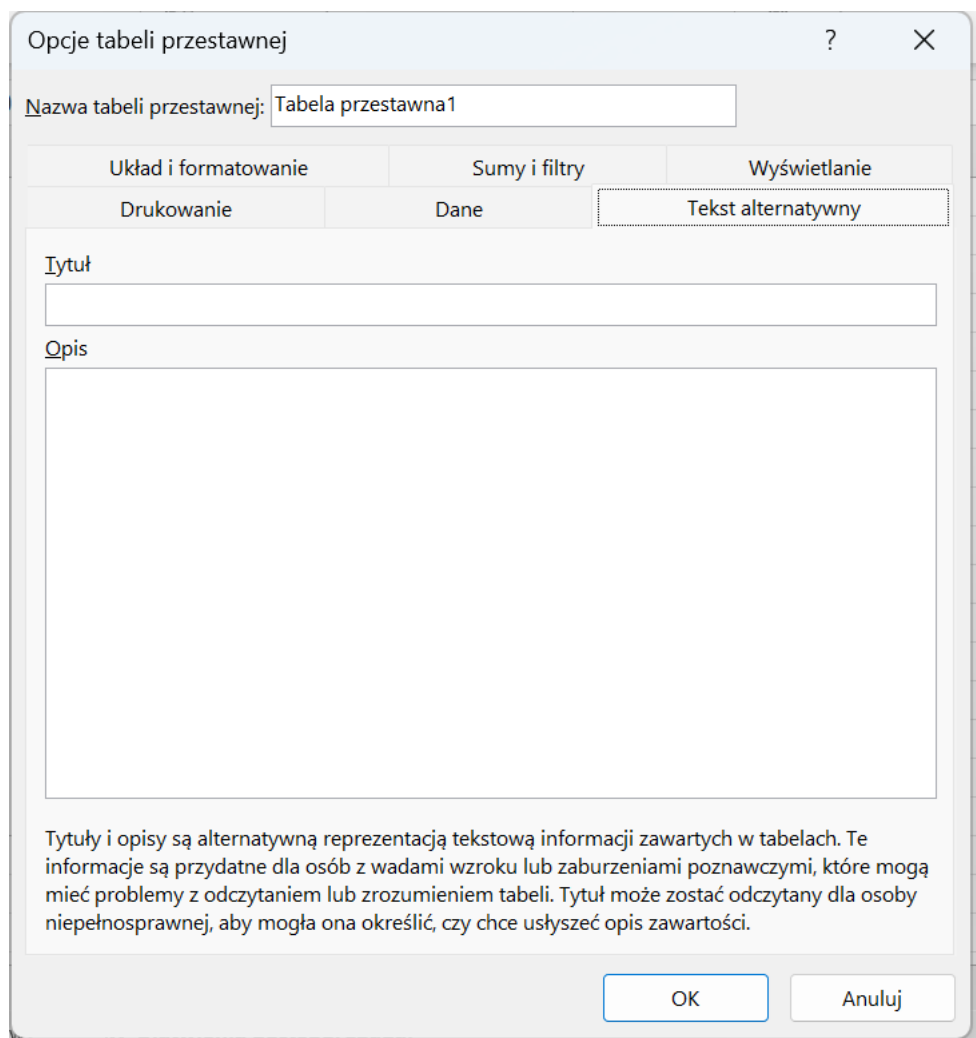 Opcje tabeli przestawnej
?
Nazwa tabeli przestawnej: Tabela przestawna1
Układ i formatowanie Sumy i filtry Wyświetlanie
Drukowanie Dane Tekst alternatywny
Tytuł
Opis
Tytuły i opisy są alternatywną reprezentacją tekstową informacji zawartych w tabelach. Te
informacje są przydatne dla osób z wadami wzroku lub zaburzeniami poznawczymi, które mogą
mieć problemy z odczytaniem lub zrozumieniem tabeli. Tytuł może zostać odczytany dla osoby
niepełnosprawnej, aby mogła ona określić, czy chce usłyszeć opis zawartości.
OK Anuluj